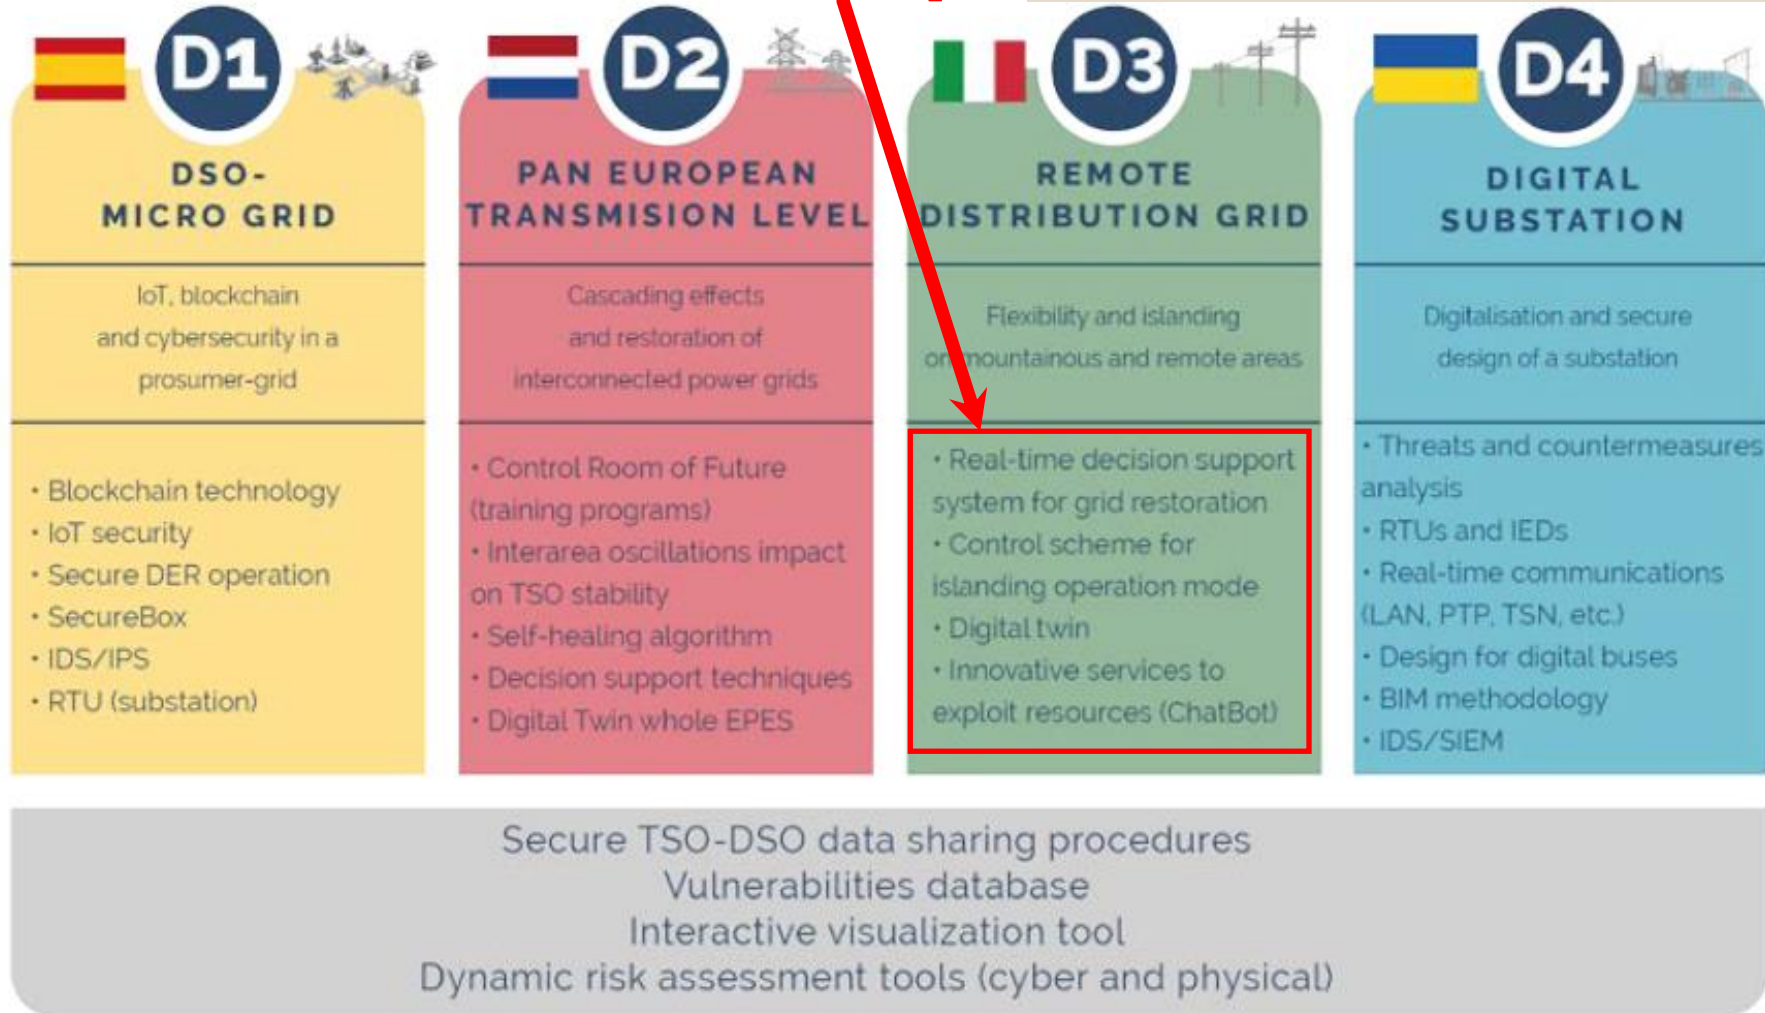 D1
DSO-
MICRO GRID
IoT, blockchain
and cybersecurity in a
prosumer-grid
• Blockchain technology
• IoT security
• Secure DER operation
• SecureBox
• IDS/IPS
• RTU (substation)
D2
PAN EUROPEAN
TRANSMISION LEVEL
Cascading effects
and restoration of
interconnected power grids
• Control Room of Future
(training programs)
• Interarea oscillations impact
on TSO stability
• Self-healing algorithm
• Decision support techniques
• Digital Twin whole EPES
D3
REMOTE
DISTRIBUTION GRID
Flexibility and islanding
on mountainous and remote areas
• Real-time decision support
system for grid restoration
• Control scheme for
islanding operation mode
• Digital twin
• Innovative services to
exploit resources (ChatBot)
D4
DIGITAL
SUBSTATION
Digitalisation and secure
design of a substation
• Threats and countermeasures
analysis
• RTUs and IEDs
• Real-time communications
(LAN, PTP, TSN, etc.)
• Design for digital buses
• BIM methodology
• IDS/SIEM
Secure TSO-DSO data sharing procedures
Vulnerabilities database
Interactive visualization tool
Dynamic risk assessment tools (cyber and physical)